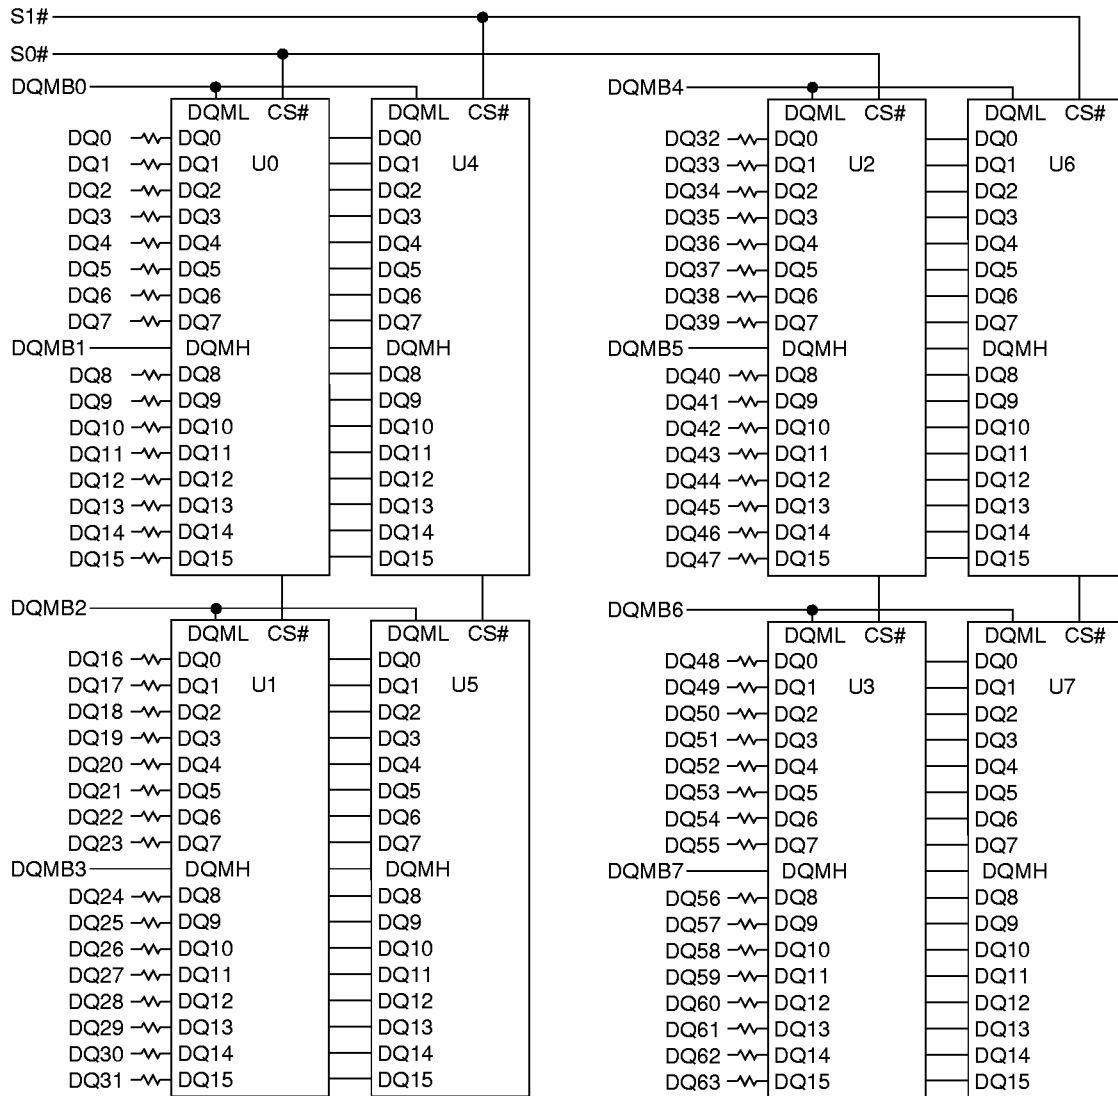 S1#
S0#
DQMB0 DQMB4
DQML CS# DQML CS# DQML CS# DQML CS#
DQ0 DQ0 DQ0 DQ32 DQ0 DQ0
DQ1 DQ1 U0 DQ1 U4 DQ33 DQ1 U2 DQ1 U6
DQ2 DQ2 DQ2 DQ34 DQ2 DQ2
DQ3 DQ3 DQ3 DQ35 DQ3 DQ3
DQ4 DQ4 DQ4 DQ36 DQ4 DQ4
DQ5 DQ5 DQ5 DQ37 DQ5 DQ5
DQ6 DQ6 DQ6 DQ38 DQ6 DQ6
DQ7 DQ7 DQ7 DQ39 DQ7 DQ7
DQMB1 DQMH DQMH DQMB5 DQMH DQMH
DQ8 DQ8 DQ8 DQ40 DQ8 DQ8
DQ9 DQ9 DQ9 DQ41 DQ9 DQ9
DQ10 DQ10 DQ10 DQ42 DQ10 DQ10
DQ11 DQ11 DQ11 DQ43 DQ11 DQ11
DQ12 DQ12 DQ12 DQ44 DQ12 DQ12
DQ13 DQ13 DQ13 DQ45 DQ13 DQ13
DQ14 DQ14 DQ14 DQ46 DQ14 DQ14
DQ15 DQ15 DQ15 DQ47 DQ15 DQ15
DQMB2 DQMB6
DQML CS# DQML CS# DQML CS# DQML CS#
DQ16 DQ0 DQ0 DQ48 DQ0 DQ0
DQ17 DQ1 U1 DQ1 U5 DQ49 DQ1 U3 DQ1 U7
DQ18 DQ2 DQ2 DQ50 DQ2 DQ2
DQ19 DQ3 DQ3 DQ51 DQ3 DQ3
DQ20 DQ4 DQ4 DQ52 DQ4 DQ4
DQ21 DQ5 DQ5 DQ53 DQ5 DQ5
DQ22 DQ6 DQ6 DQ54 DQ6 DQ6
DQ23 DQ7 DQ7 DQ55 DQ7 DQ7
DQMB3 DQMH DQMH DQMB7 DQMH DQMH
DQ24 DQ8 DQ8 DQ56 DQ8 DQ8
DQ25 DQ9 DQ9 DQ57 DQ9 DQ9
DQ26 DQ10 DQ10 DQ58 DQ10 DQ10
DQ27 DQ11 DQ11 DQ59 DQ11 DQ11
DQ28 DQ12 DQ12 DQ60 DQ12 DQ12
DQ29 DQ13 DQ13 DQ61 DQ13 DQ13
DQ30 DQ14 DQ14 DQ62 DQ14 DQ14
DQ31 DQ15 DQ15 DQ63 DQ15 DQ15